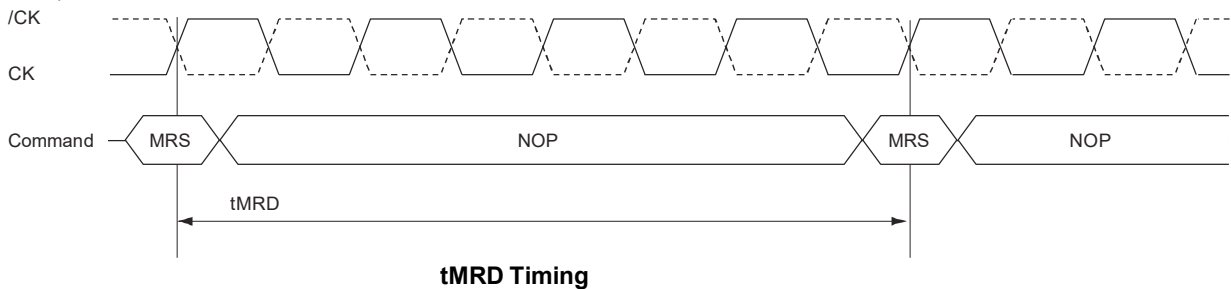 /CK
CK
Command MRS NOP MRS NOP
tMRD
tMRD Timing